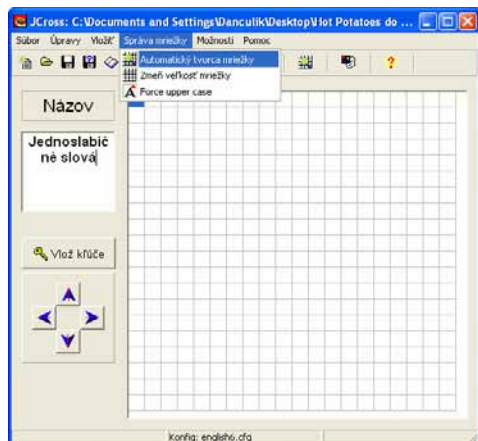 JCross: C:\Documents and Settings\Danculik\Desktop\Hot Potatoes do ...
Súbor Úpravy Vložiť Správa mriežky Možnosti Pomoc
Automatický tvorca mriežky
Zmeň veľkosť mriežky
Force upper case
?
Názov
Jednoslabič
né slová
Vlož kľúče
Konfig: english6.cfg